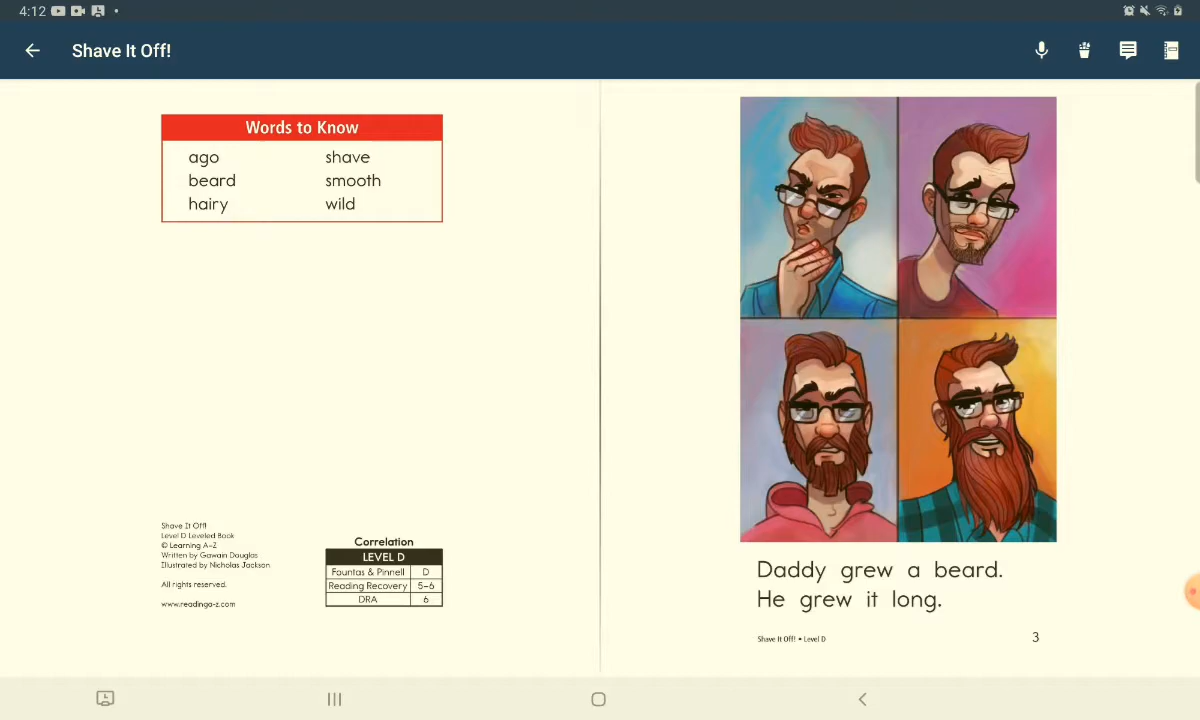 4:12
Shave It Off!
Words to Know
ago shave
beard smooth
hairy wild
Shave It Off!
Level D Leveled Book
© Learning A–Z
Written by Gawain Douglas
Illustrated by Nicholas Jackson
All rights reserved.
www.readinga-z.com
Correlation
LEVEL D
Fountas & Pinnell D
Reading Recovery 5–6
DRA 6
Daddy grew a beard.
He grew it long.
Shave It Off! • Level D
3